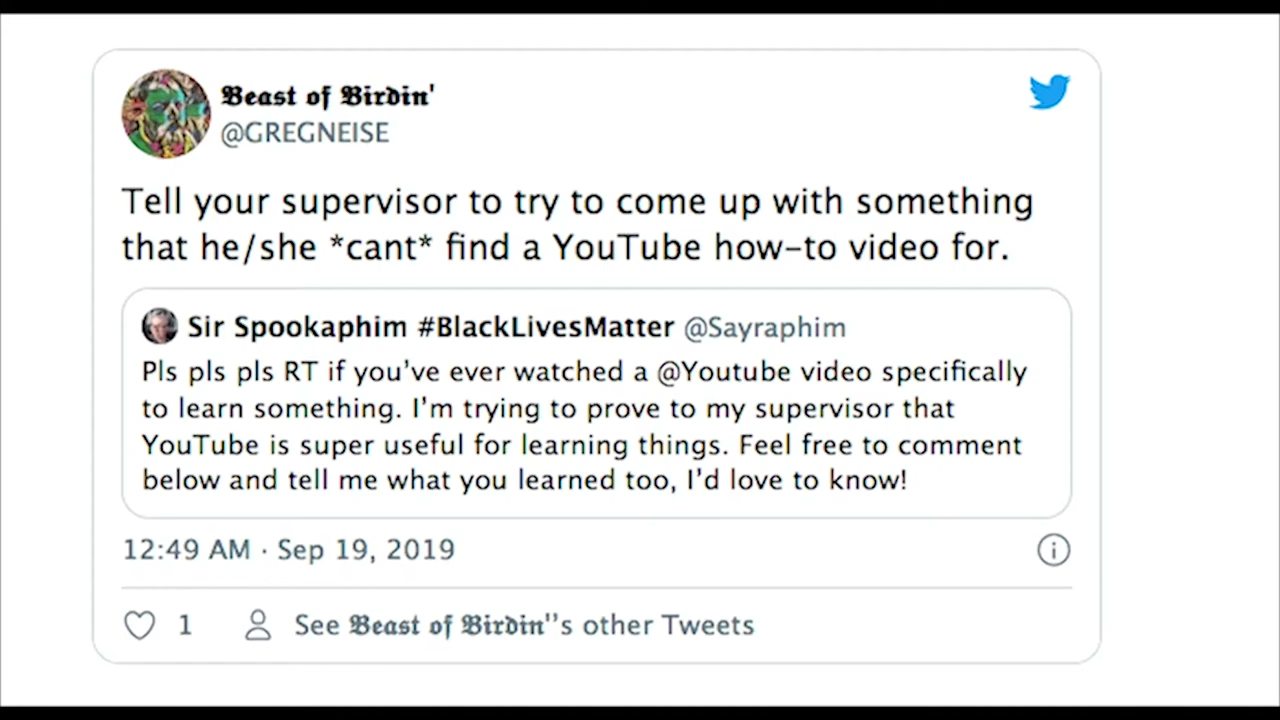 𝕭𝖊𝖆𝖘𝖙 𝖔𝖋 𝕭𝖎𝖗𝖉𝖎𝖓'
@GREGNEISE
Tell your supervisor to try to come up with something
that he/she *cant* find a YouTube how-to video for.
Sir Spookaphim #BlackLivesMatter @Sayraphim
Pls pls pls RT if you’ve ever watched a @Youtube video specifically
to learn something. I’m trying to prove to my supervisor that
YouTube is super useful for learning things. Feel free to comment
below and tell me what you learned too, I’d love to know!
12:49 AM · Sep 19, 2019
1 See 𝕭𝖊𝖆𝖘𝖙 𝖔𝖋 𝕭𝖎𝖗𝖉𝖎𝖓''s other Tweets